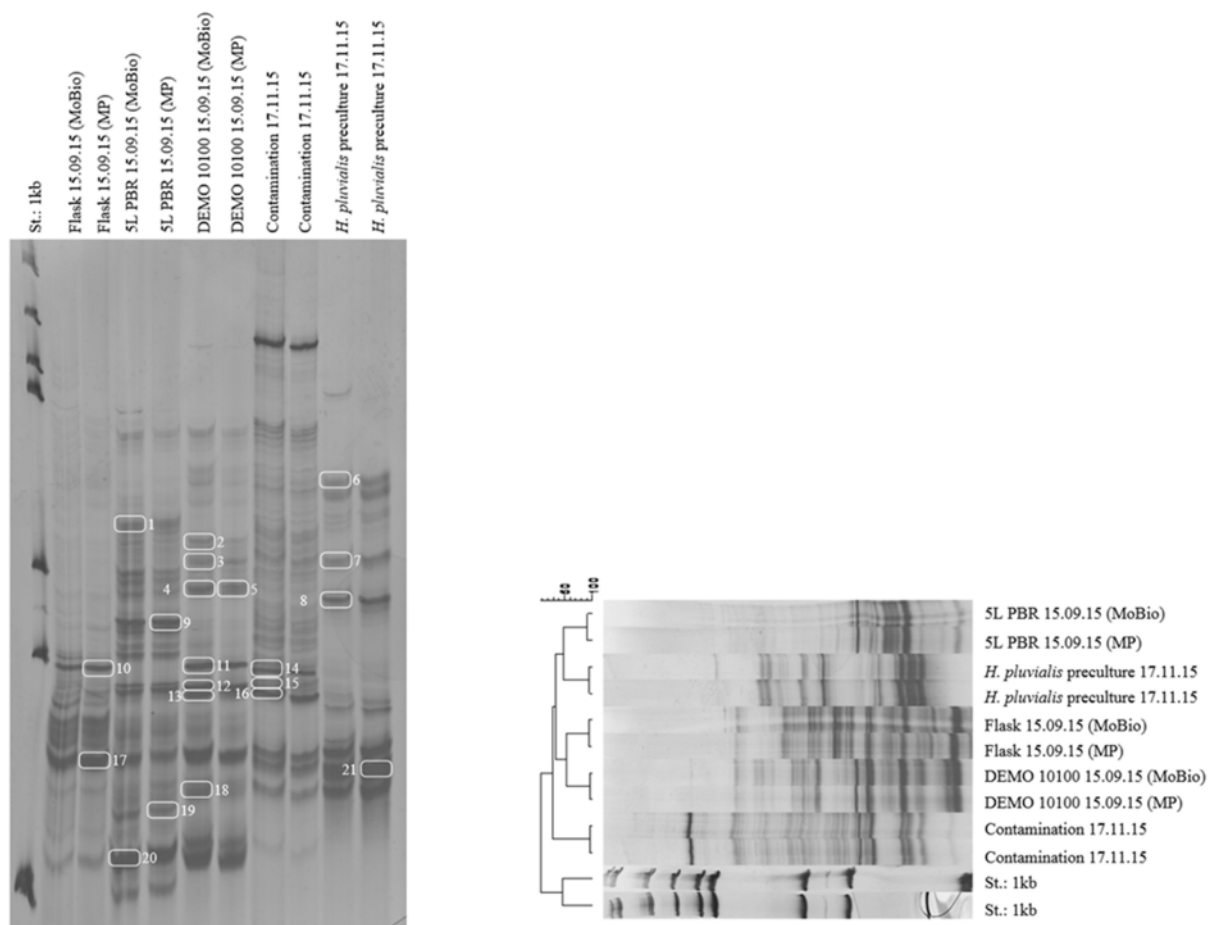 St.: 1kb
Flask 15.09.15 (MoBio)
Flask 15.09.15 (MP)
5L PBR 15.09.15 (MoBio)
5L PBR 15.09.15 (MP)
DEMO 10100 15.09.15 (MoBio)
DEMO 10100 15.09.15 (MP)
Contamination 17.11.15
Contamination 17.11.15
H. pluvialis preculture 17.11.15
H. pluvialis preculture 17.11.15
6
1
2
3
7
4
5
8
9
10
11
14
12
15
13
16
17
21
18
19
20
50
100
5L PBR 15.09.15 (MoBio)
5L PBR 15.09.15 (MP)
H. pluvialis preculture 17.11.15
H. pluvialis preculture 17.11.15
Flask 15.09.15 (MoBio)
Flask 15.09.15 (MP)
DEMO 10100 15.09.15 (MoBio)
DEMO 10100 15.09.15 (MP)
Contamination 17.11.15
Contamination 17.11.15
St.: 1kb
St.: 1kb